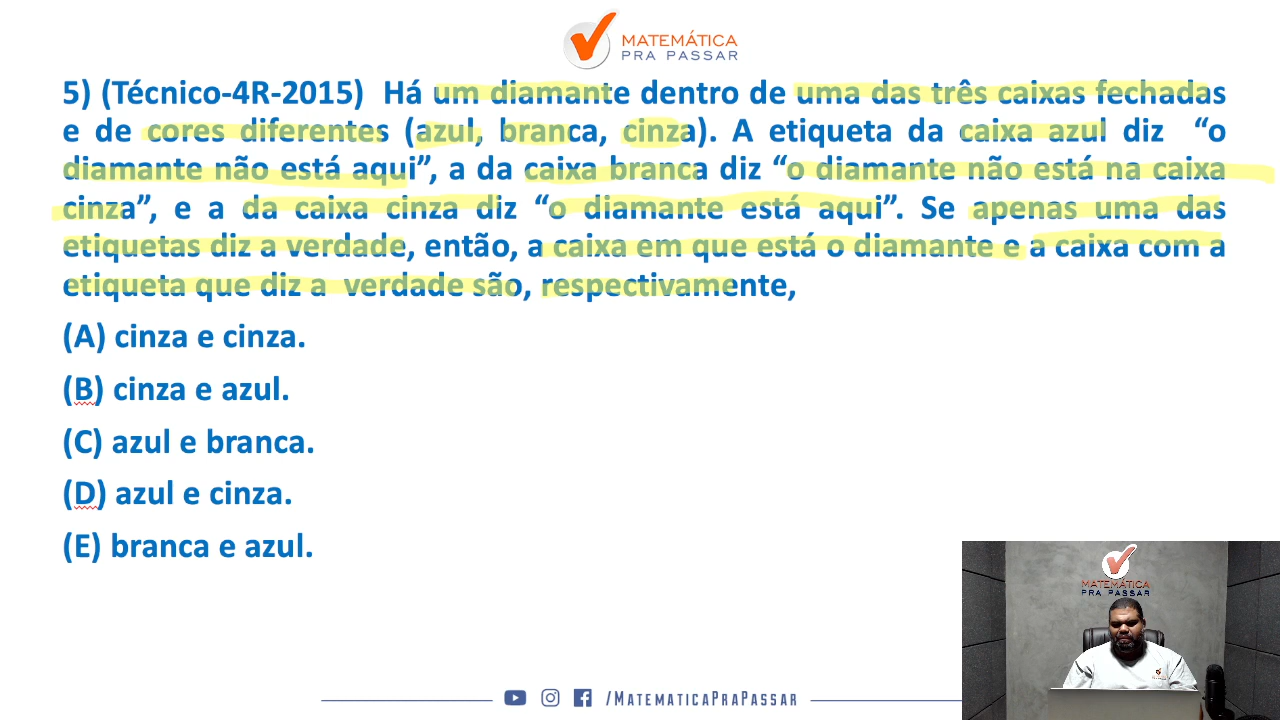 MATEMÁTICA
PRA PASSAR
5) (Técnico-4R-2015) Há um diamante dentro de uma das três caixas fechadas
e de cores diferentes (azul, branca, cinza). A etiqueta da caixa azul diz “o
diamante não está aqui”, a da caixa branca diz “o diamante não está na caixa
cinza”, e a da caixa cinza diz “o diamante está aqui”. Se apenas uma das
etiquetas diz a verdade, então, a caixa em que está o diamante e a caixa com a
etiqueta que diz a verdade são, respectivamente,
(A) cinza e cinza.
(B) cinza e azul.
(C) azul e branca.
(D) azul e cinza.
(E) branca e azul.
MATEMÁTICA
PRA PASSAR
/MATEMATICAPRAPASSAR